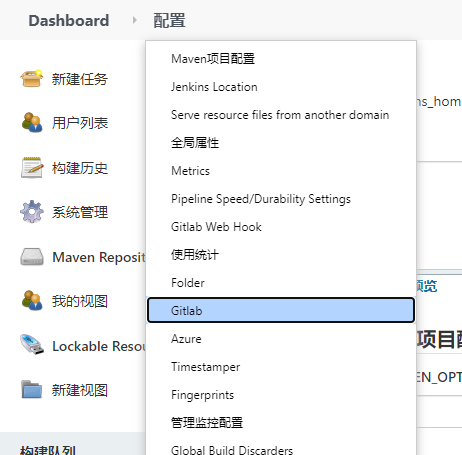 Dashboard 配置
Maven项目配置
Jenkins Location
Serve resource files from another domain
全局属性
Metrics
Pipeline Speed/Durability Settings
Gitlab Web Hook
使用统计
Folder
Gitlab
Azure
Timestamper
Fingerprints
管理监控配置
Global Build Discarders
新建任务
用户列表
构建历史
系统管理
Maven Reposit
我的视图
Lockable Resou
新建视图
构建队列
ns_hom
预览
项目配
EN_OPT